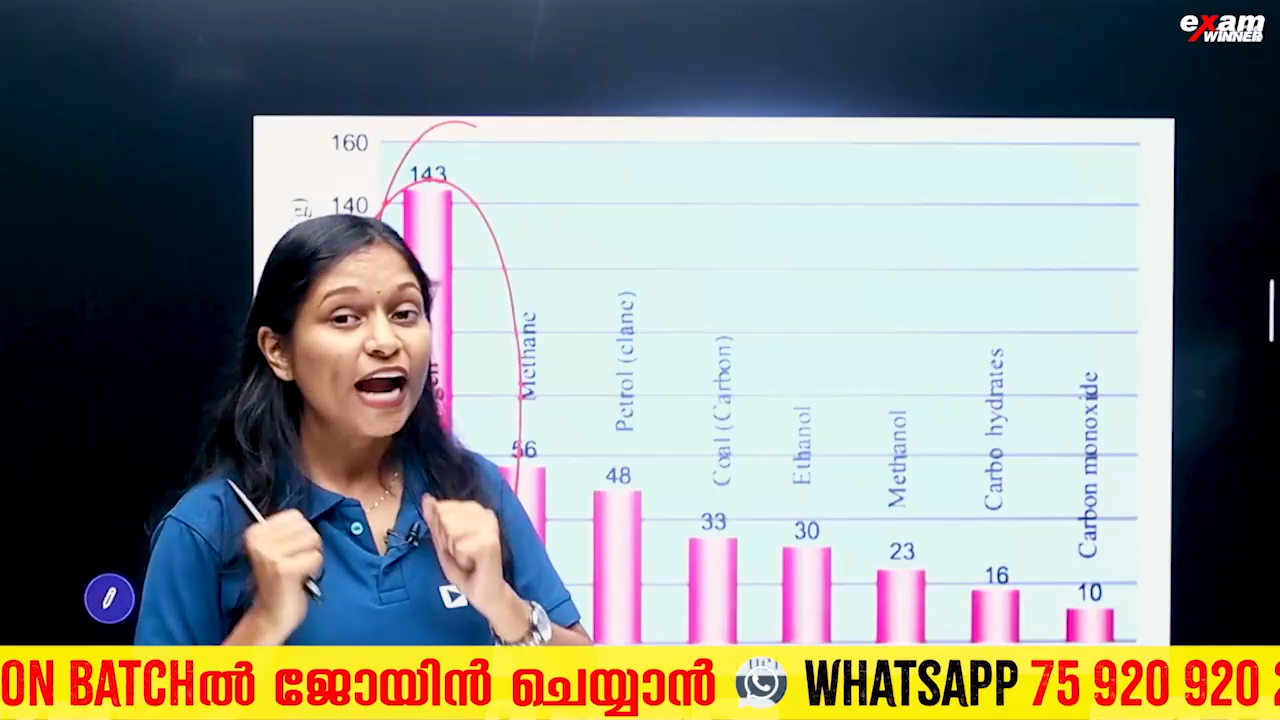 exam
WINNER
160
143
140
Methane
Petrol (clane)
Coal (Carbon)
Ethanol
Methanol
Carbo hydrates
Carbon monoxide
56
48
33
30
23
16
10
ON BATCHൽ ജോയിൻ ചെയ്യാൻ WHATSAPP 75 920 920